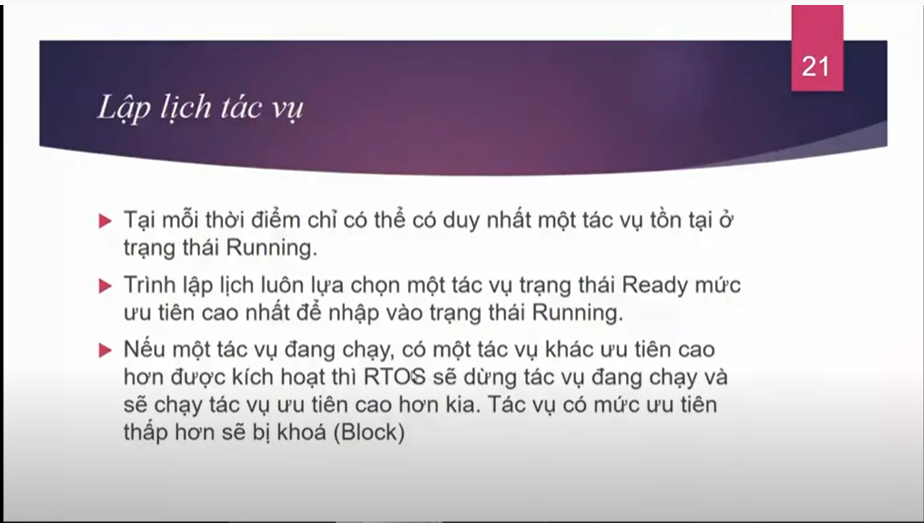 21
Lập lịch tác vụ
Tại mỗi thời điểm chỉ có thể có duy nhất một tác vụ tồn tại ở
trạng thái Running.
Trình lập lịch luôn lựa chọn một tác vụ trạng thái Ready mức
ưu tiên cao nhất để nhập vào trạng thái Running.
Nếu một tác vụ đang chạy, có một tác vụ khác ưu tiên cao
hơn được kích hoạt thì RTOS sẽ dừng tác vụ đang chạy và
sẽ chạy tác vụ ưu tiên cao hơn kia. Tác vụ có mức ưu tiên
thấp hơn sẽ bị khoá (Block)